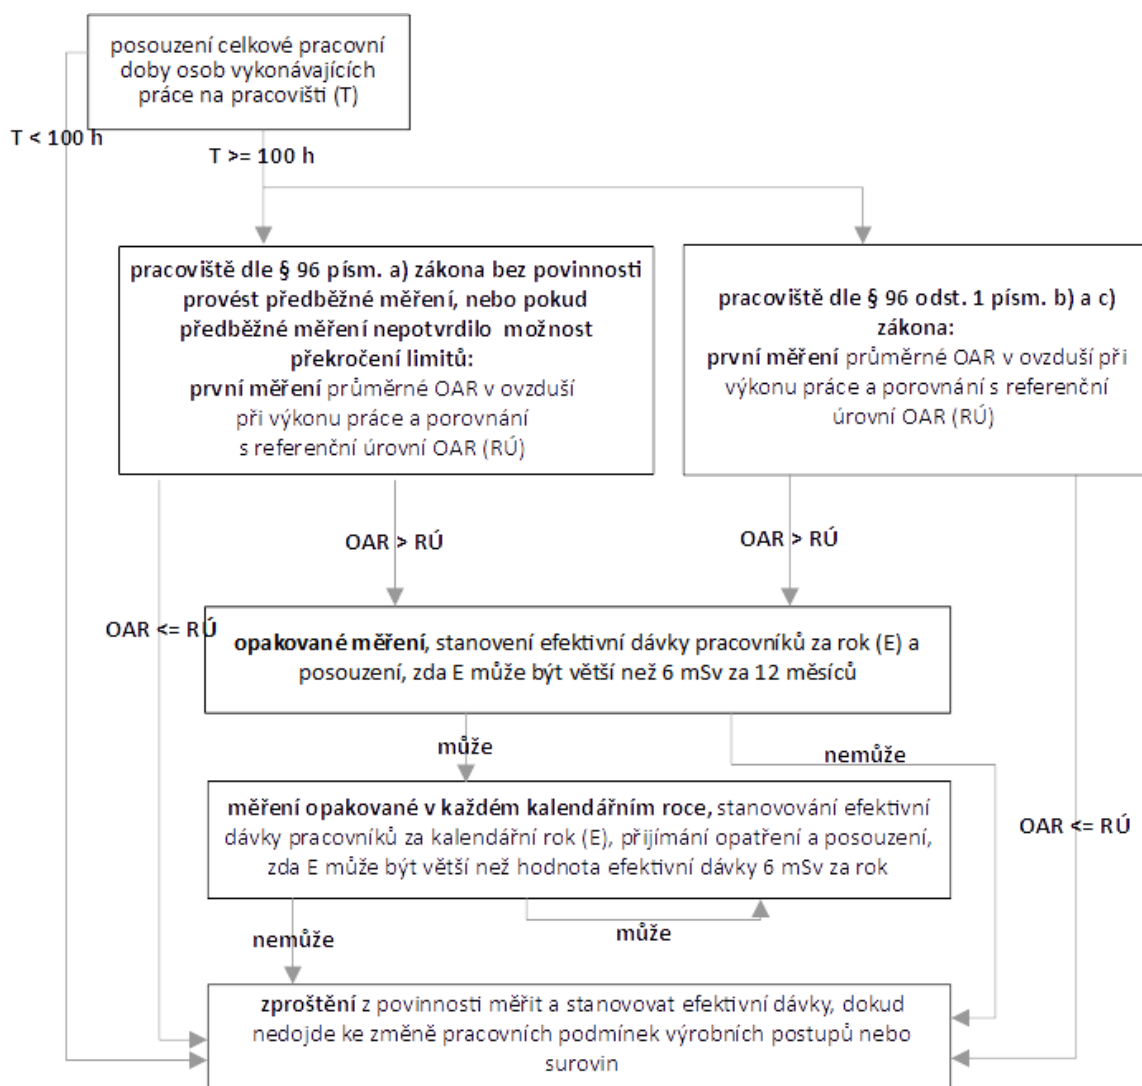 posouzení celkové pracovní
doby osob vykonávajících
práce na pracovišti (T)
T < 100 h
T >= 100 h
pracoviště dle § 96 písm. a) zákona bez povinnosti
provést předběžné měření, nebo pokud
předběžné měření nepotvrdilo možnost
překročení limitů:
první měření průměrné OAR v ovzduší
při výkonu práce a porovnání
s referenční úrovní OAR (RÚ)
pracoviště dle § 96 odst. 1 písm. b) a c)
zákona:
první měření průměrné OAR v ovzduší při
výkonu práce a porovnání s referenční
úrovní OAR (RÚ)
OAR > RÚ
OAR > RÚ
OAR <= RÚ
opakované měření, stanovení efektivní dávky pracovníků za rok (E) a
posouzení, zda E může být větší než 6 mSv za 12 měsíců
může
nemůže
měření opakované v každém kalendářním roce, stanovování efektivní
dávky pracovníků za kalendářní rok (E), přijímání opatření a posouzení,
zda E může být větší než hodnota efektivní dávky 6 mSv za rok
OAR <= RÚ
nemůže
může
zproštění z povinnosti měřit a stanovovat efektivní dávky, dokud
nedojde ke změně pracovních podmínek výrobních postupů nebo
surovin